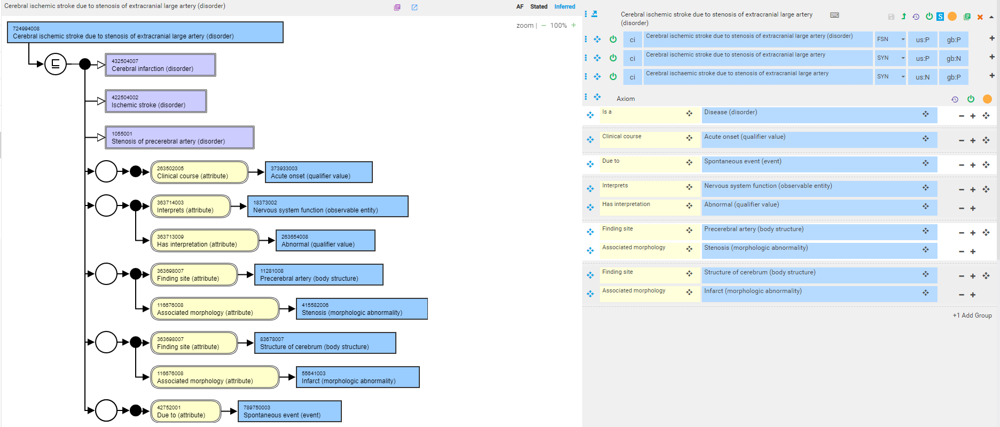 Cerebral ischemic stroke due to stenosis of extracranial large artery (disorder)
AF Stated Inferred
zoom | − 100% +
724994008
Cerebral ischemic stroke due to stenosis of extracranial large artery (disorder)
⊑
432504007
Cerebral infarction (disorder)
422504002
Ischemic stroke (disorder)
1055001
Stenosis of precerebral artery (disorder)
263502005
Clinical course (attribute)
373933003
Acute onset (qualifier value)
363714003
Interprets (attribute)
18373002
Nervous system function (observable entity)
363713009
Has interpretation (attribute)
263654008
Abnormal (qualifier value)
363698007
Finding site (attribute)
11281008
Precerebral artery (body structure)
116676008
Associated morphology (attribute)
415582006
Stenosis (morphologic abnormality)
363698007
Finding site (attribute)
83678007
Structure of cerebrum (body structure)
116676008
Associated morphology (attribute)
55641003
Infarct (morphologic abnormality)
42752001
Due to (attribute)
789750003
Spontaneous event (event)
Cerebral ischemic stroke due to stenosis of extracranial large artery
(disorder)
S
ci Cerebral ischemic stroke due to stenosis of extracranial large artery (disorder) FSN us:P gb:P +
ci Cerebral ischemic stroke due to stenosis of extracranial large artery SYN us:P gb:N +
ci Cerebral ischaemic stroke due to stenosis of extracranial large artery SYN us:N gb:P +
Axiom
Is a Disease (disorder) − +
Clinical course Acute onset (qualifier value) − +
Due to Spontaneous event (event) − +
Interprets Nervous system function (observable entity) − +
Has interpretation Abnormal (qualifier value) − +
Finding site Precerebral artery (body structure) − +
Associated morphology Stenosis (morphologic abnormality) − +
Finding site Structure of cerebrum (body structure) − +
Associated morphology Infarct (morphologic abnormality) − +
+1 Add Group